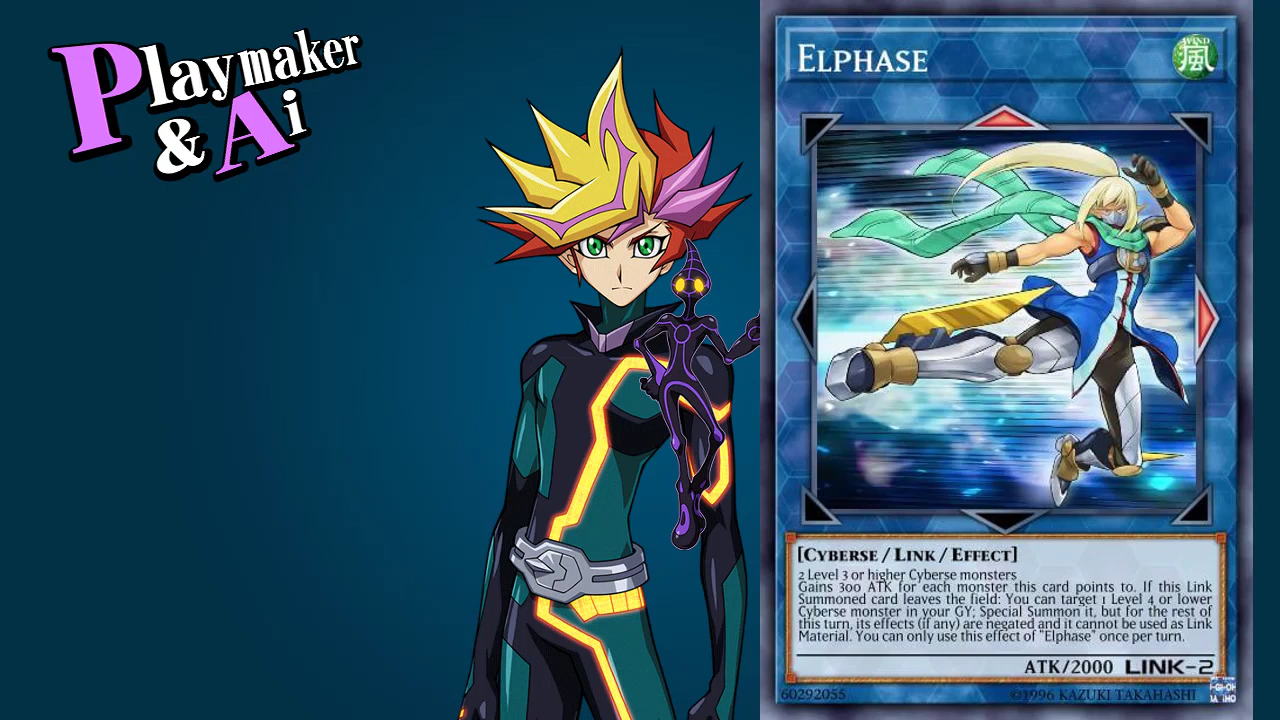 Playmaker
& Ai
ELPHASE
WIND
風
[CYBERSE / LINK / EFFECT]
2 Level 3 or higher Cyberse monsters
Gains 300 ATK for each monster this card points to. If this Link
Summoned card leaves the field: You can target 1 Level 4 or lower
Cyberse monster in your GY; Special Summon it, but for the rest of
this turn, its effects (if any) are negated and it cannot be used as Link
Material. You can only use this effect of "Elphase" once per turn.
ATK/2000 LINK-2
60292055 ©1996 KAZUKI TAKAHASHI